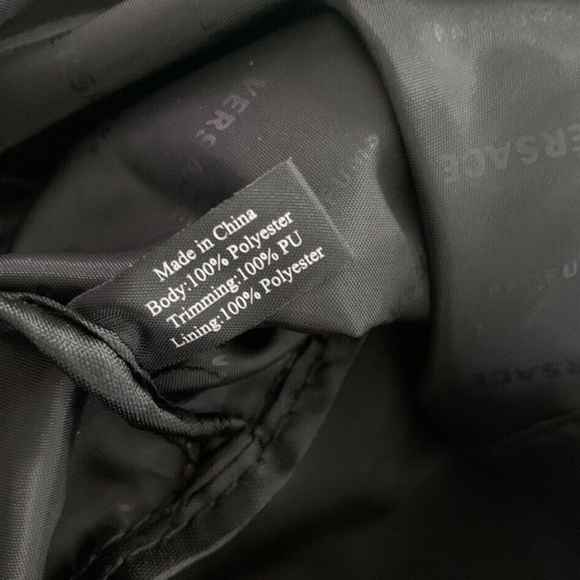 Made in China
Body:100% Polyester
Trimming:100% PU
Lining:100% Polyester
VERSACE
VERSACE